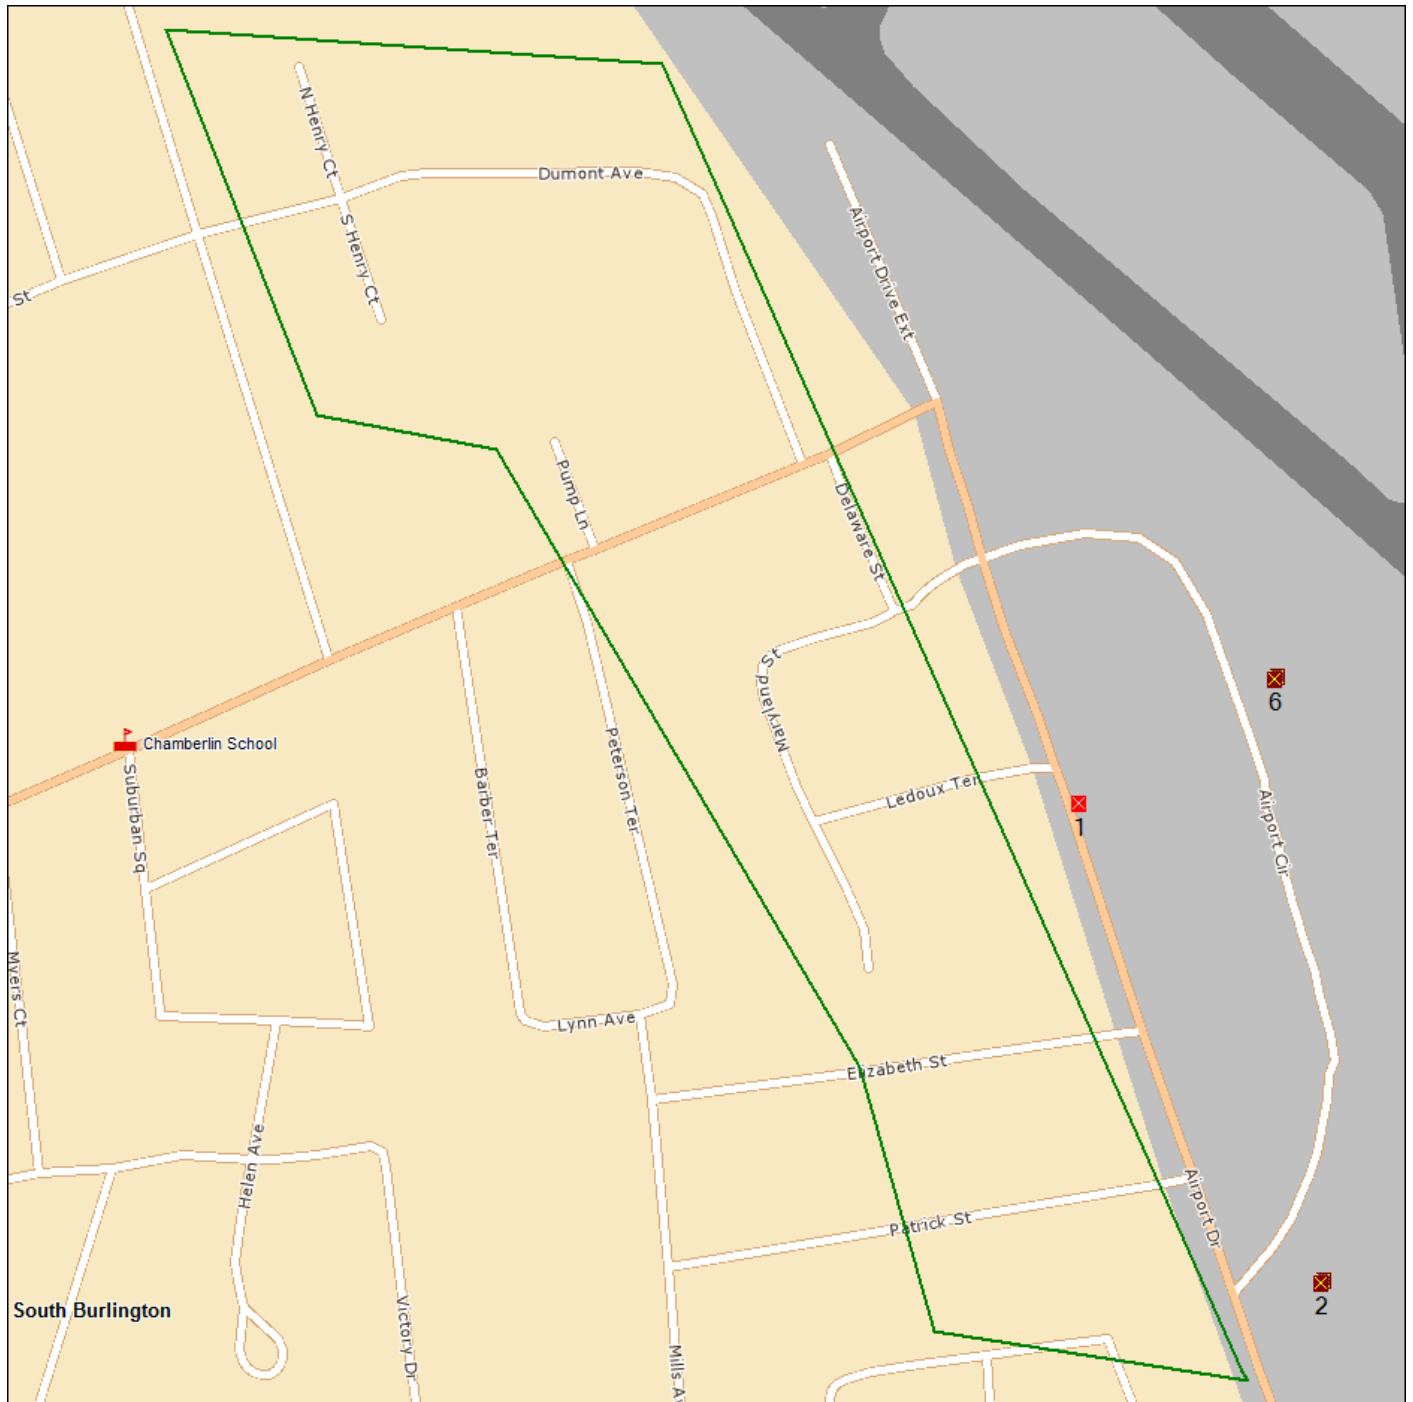 N Henry Ct
Dumont Ave
S Henry Ct
Airport Drive Ext
St
Pump Ln
Delaware St
Maryland St
6
Chamberlin School
Suburban Sq
Barber Ter
Peterson Ter
Ledoux Ter
1
Airport Cir
Myers Ct
Lynn Ave
Elizabeth St
Helen Ave
Patrick St
Airport Dr
South Burlington
Victory Dr
2
Mills A